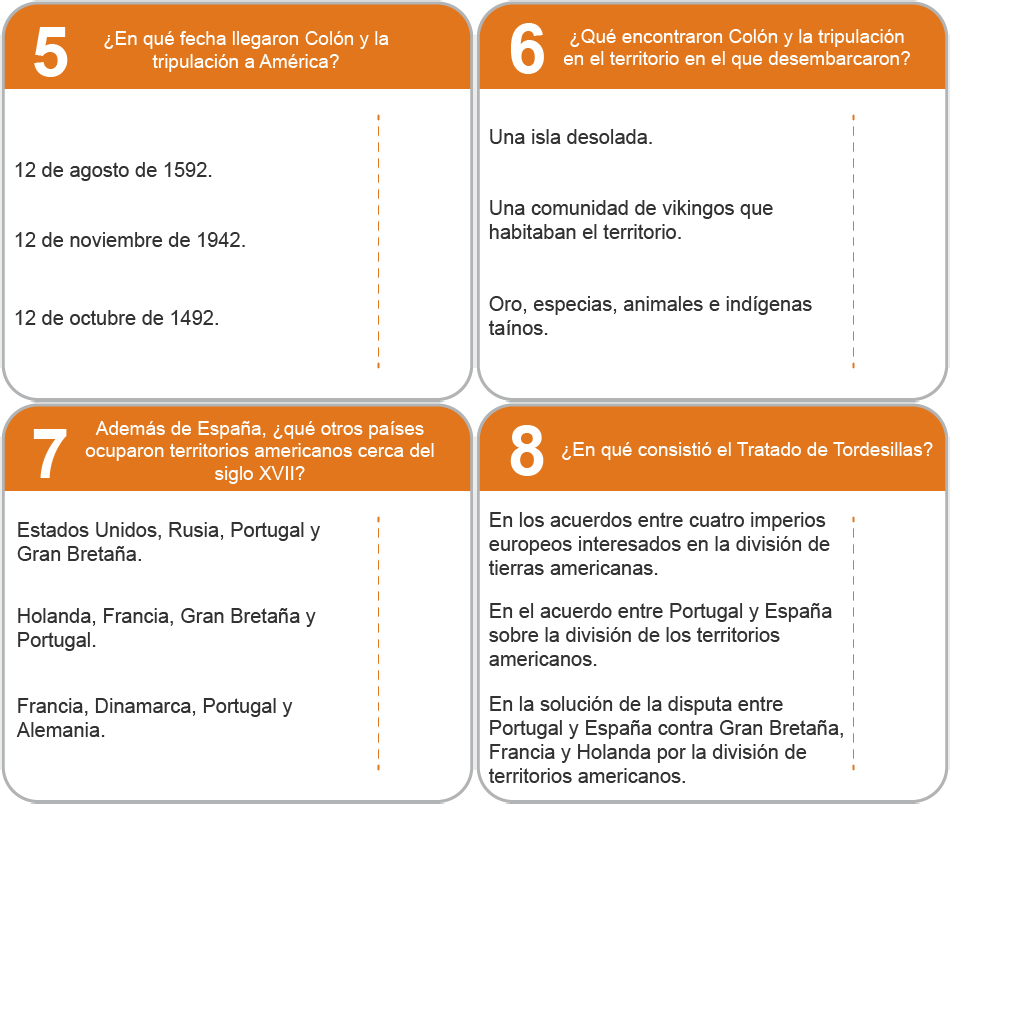 5
¿En qué fecha llegaron Colón y la
tripulación a América?
12 de agosto de 1592.
12 de noviembre de 1942.
12 de octubre de 1492.
6
¿Qué encontraron Colón y la tripulación
en el territorio en el que desembarcaron?
Una isla desolada.
Una comunidad de vikingos que
habitaban el territorio.
Oro, especias, animales e indígenas
taínos.
7
Además de España, ¿qué otros países
ocuparon territorios americanos cerca del
siglo XVII?
Estados Unidos, Rusia, Portugal y
Gran Bretaña.
Holanda, Francia, Gran Bretaña y
Portugal.
Francia, Dinamarca, Portugal y
Alemania.
8
¿En qué consistió el Tratado de Tordesillas?
En los acuerdos entre cuatro imperios
europeos interesados en la división de
tierras americanas.
En el acuerdo entre Portugal y España
sobre la división de los territorios
americanos.
En la solución de la disputa entre
Portugal y España contra Gran Bretaña,
Francia y Holanda por la división de
territorios americanos.